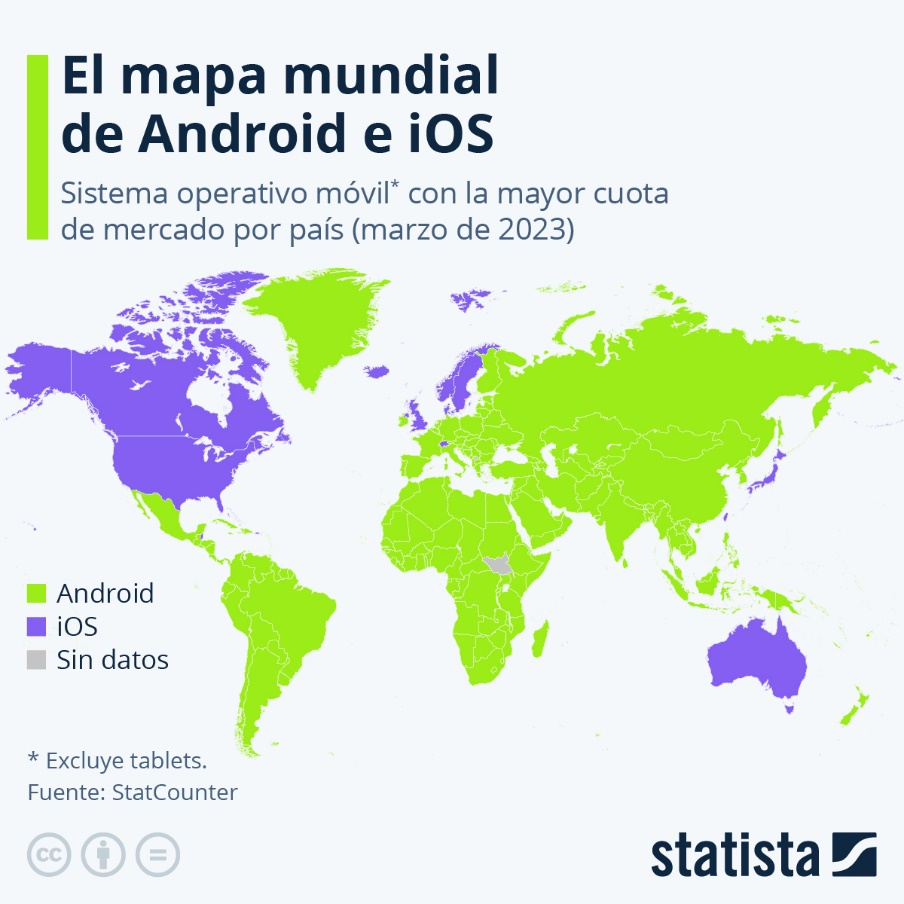 El mapa mundial
de Android e iOS
Sistema operativo móvil* con la mayor cuota
de mercado por país (marzo de 2023)
Android
iOS
Sin datos
* Excluye tablets.
Fuente: StatCounter
cc
statista